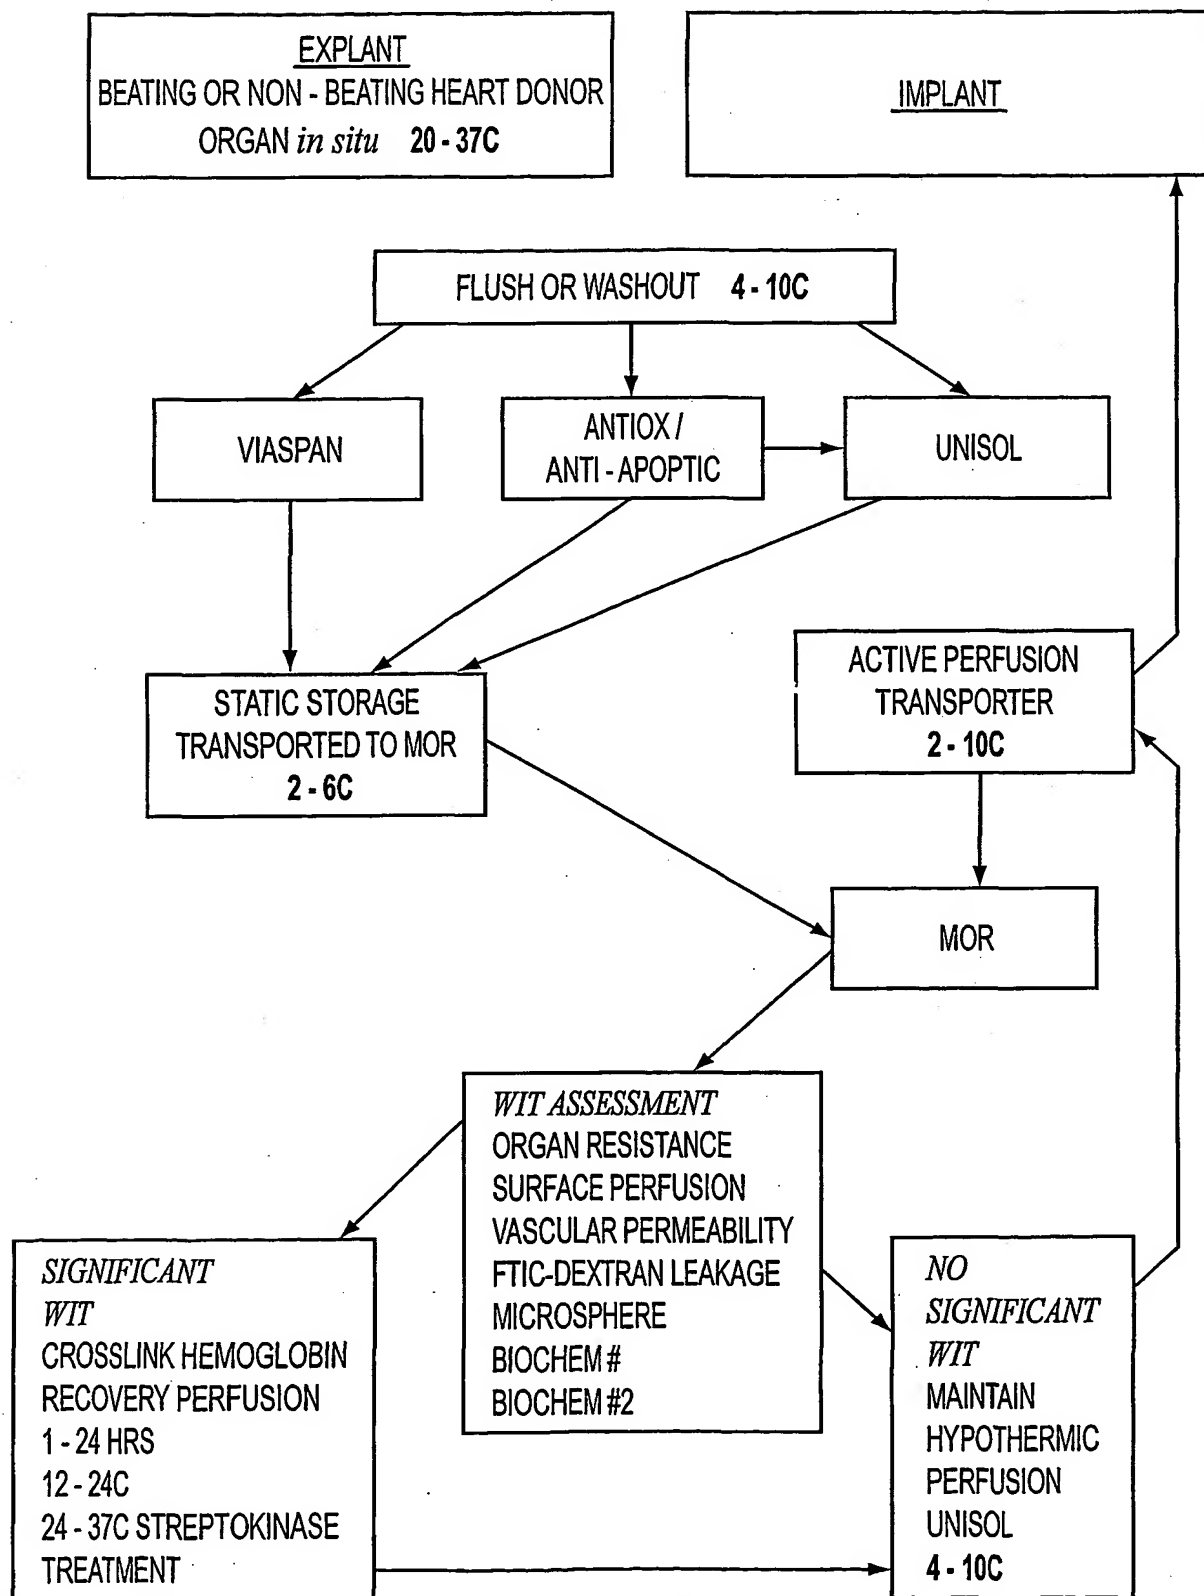 EXPLANT
BEATING OR NON - BEATING HEART DONOR
ORGAN in situ 20 - 37C
IMPLANT
FLUSH OR WASHOUT 4 - 10C
VIASPAN
ANTIOX /
ANTI - APOPTIC
UNISOL
STATIC STORAGE
TRANSPORTED TO MOR
2 - 6C
ACTIVE PERFUSION
TRANSPORTER
2 - 10C
MOR
WIT ASSESSMENT
ORGAN RESISTANCE
SURFACE PERFUSION
VASCULAR PERMEABILITY
FTIC-DEXTRAN LEAKAGE
MICROSPHERE
BIOCHEM #
BIOCHEM #2
SIGNIFICANT
WIT
CROSSLINK HEMOGLOBIN
RECOVERY PERFUSION
1 - 24 HRS
12 - 24C
24 - 37C STREPTOKINASE
TREATMENT
NO
SIGNIFICANT
WIT
MAINTAIN
HYPOTHERMIC
PERFUSION
UNISOL
4 - 10C